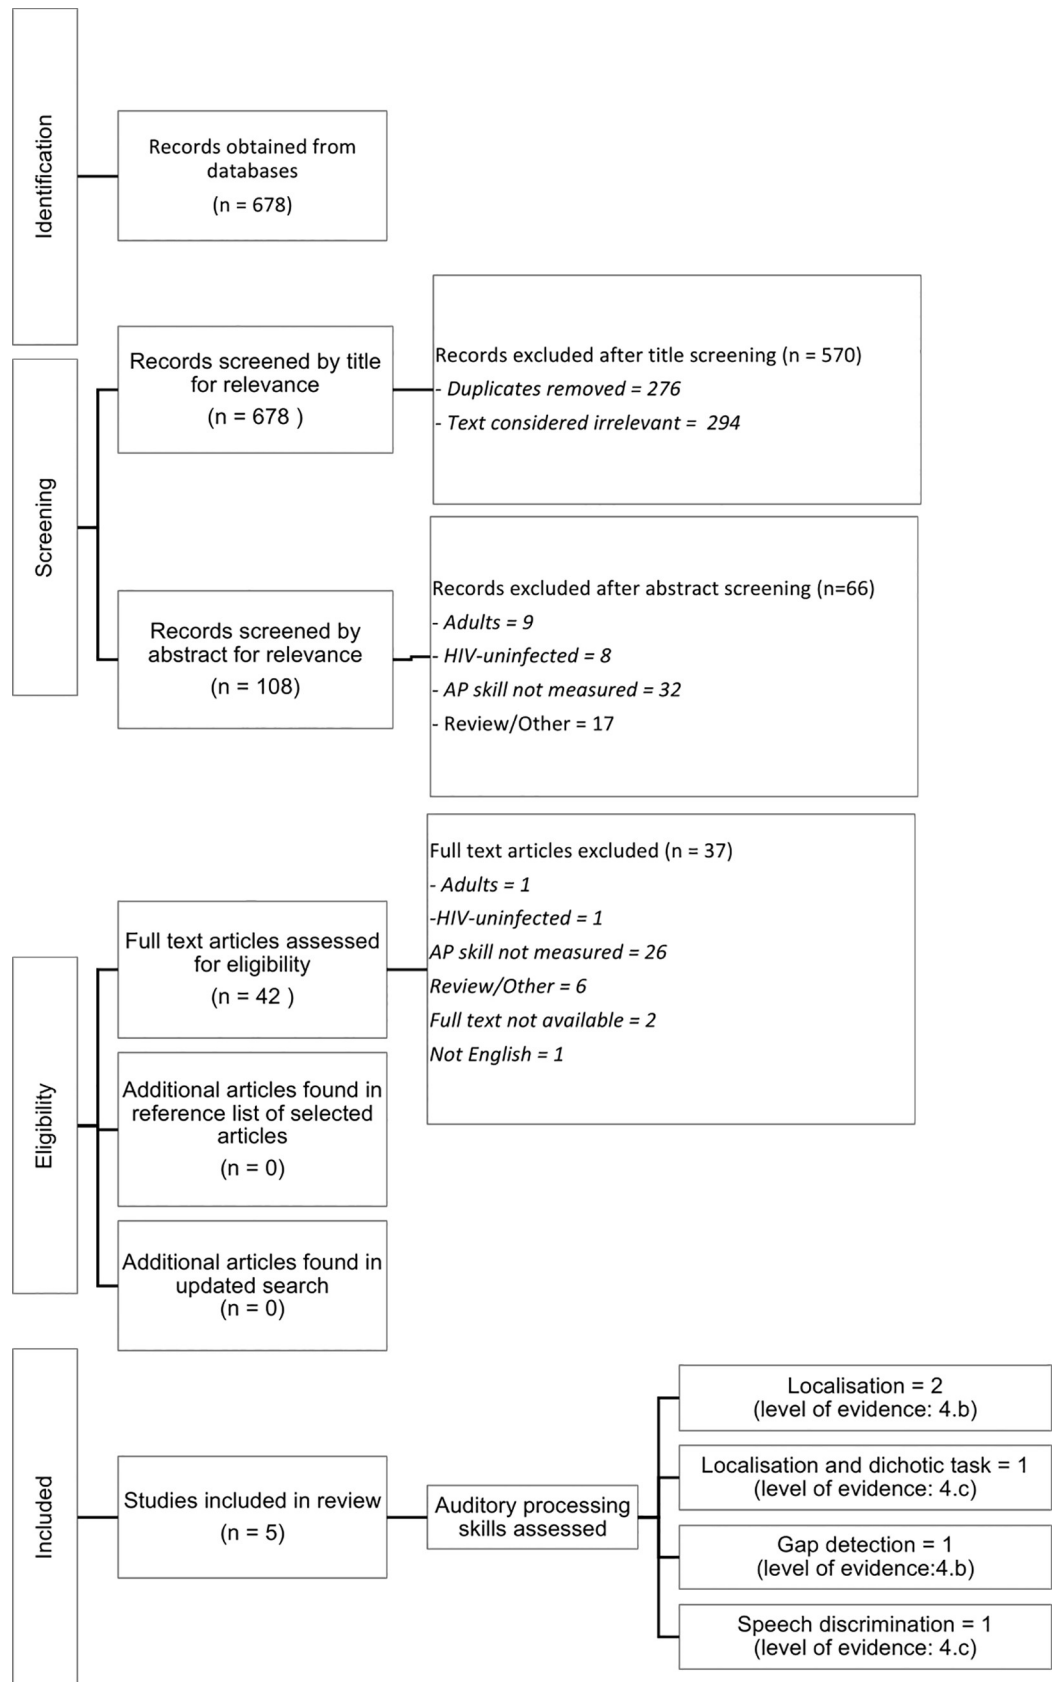 Identification
Records obtained from
databases
(n = 678)
Screening
Records screened by title
for relevance
(n = 678 )
Records excluded after title screening (n = 570)
- Duplicates removed = 276
- Text considered irrelevant =  294
Records screened by
abstract for relevance
(n = 108)
Records excluded after abstract screening (n=66)
- Adults = 9
- HIV-uninfected = 8
- AP skill not measured = 32
- Review/Other = 17
Eligibility
Full text articles assessed
for eligibility
(n = 42 )
Full text articles excluded (n = 37)
- Adults = 1
-HIV-uninfected = 1
AP skill not measured = 26
Review/Other = 6
Full text not available = 2
Not English = 1
Additional articles found in
reference list of selected
articles
(n = 0)
Additional articles found in
updated search
(n = 0)
Included
Studies included in review
(n = 5)
Auditory processing
skills assessed
Localisation = 2
(level of evidence: 4.b)
Localisation and dichotic task = 1
(level of evidence: 4.c)
Gap detection = 1
(level of evidence:4.b)
Speech discrimination = 1
(level of evidence: 4.c)